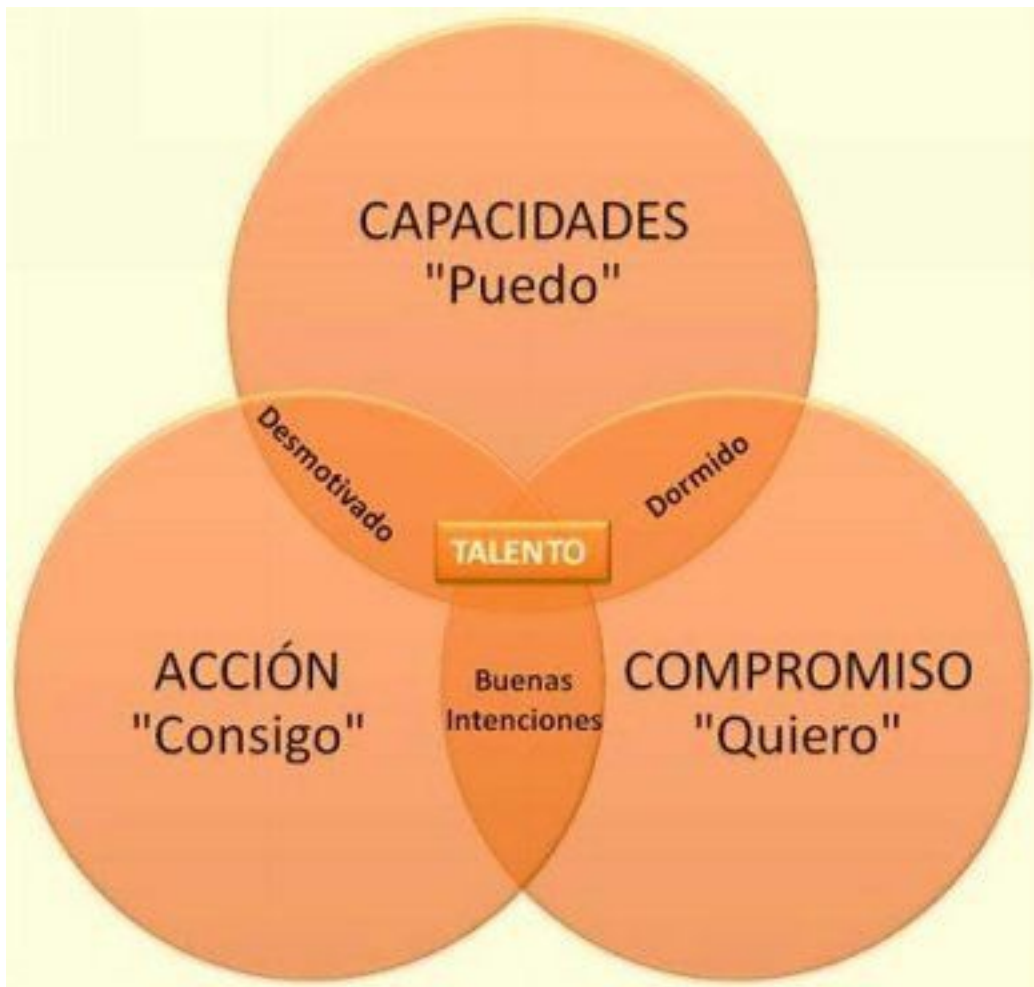 CAPACIDADES
"Puedo"
Desmotivado
Dormido
TALENTO
ACCIÓN
"Consigo"
Buenas
Intenciones
COMPROMISO
"Quiero"